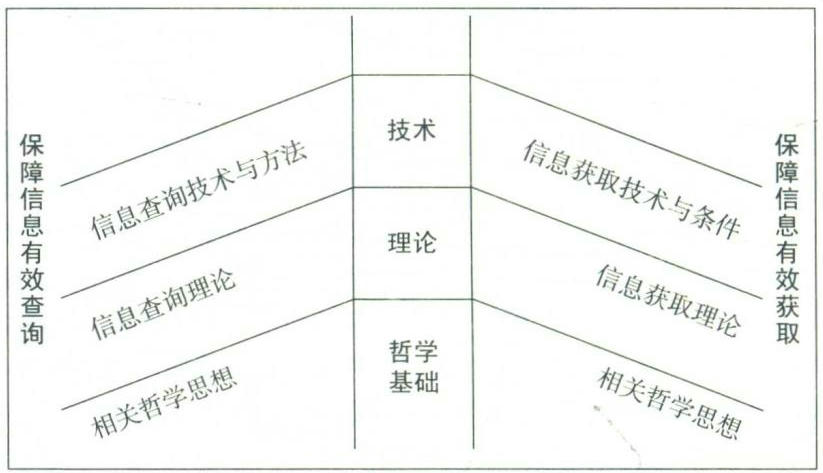 保障信息有效查询
技术
信息查询技术与方法
信息获取技术与条件
理论
信息查询理论
信息获取理论
哲学
基础
相关哲学思想
相关哲学思想
保障信息有效获取